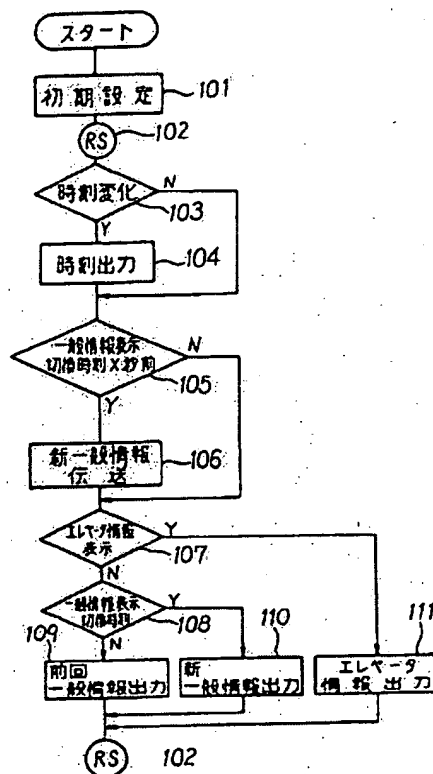 スタート
初期設定
101
RS
102
時刻変化
N
103
Y
時刻出力
104
一般情報表示
切換時刻X秒前
N
105
Y
新一般情報
伝送
106
エレベータ情報
表示
Y
107
N
一般情報表示
切換時刻
Y
108
N
109
110
111
前回
一般情報出力
新
一般情報出力
エレベータ
情報出力
RS
102